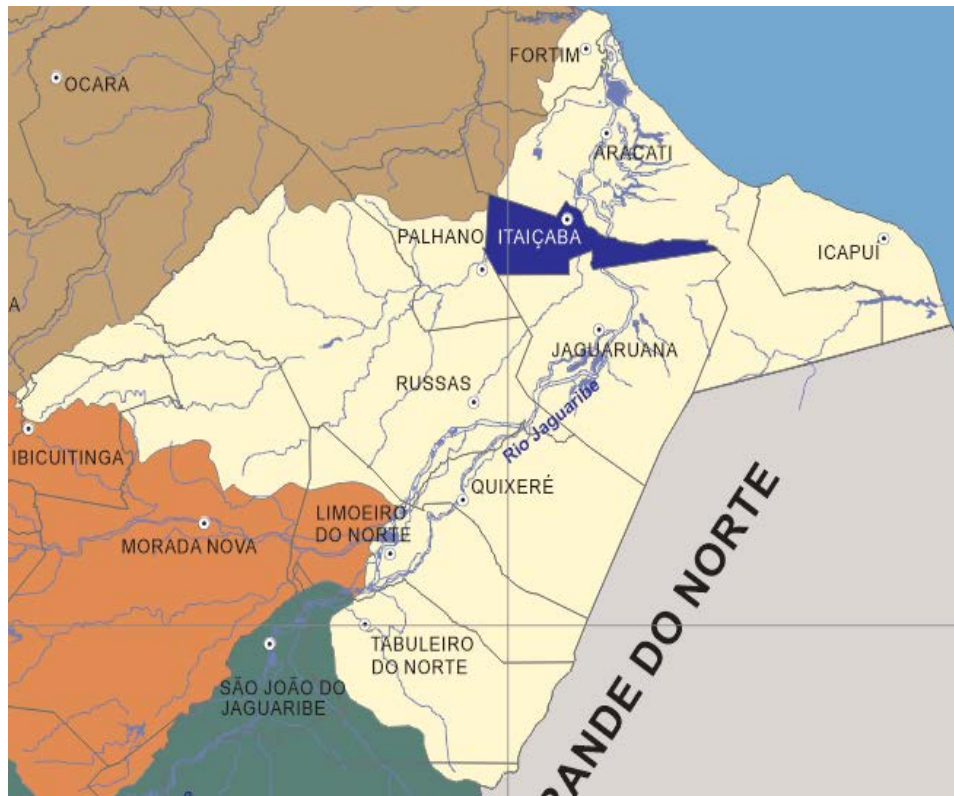 FORTIM
OCARA
ARACATI
PALHANO
ITAIÇABA
ICAPUÍ
A
JAGUARUANA
RUSSAS
Rio Jaguaribe
IBICUITINGA
QUIXERÉ
LIMOEIRO
DO NORTE
MORADA NOVA
TABULEIRO
DO NORTE
SÃO JOÃO DO
JAGUARIBE
RANDE DO NORTE